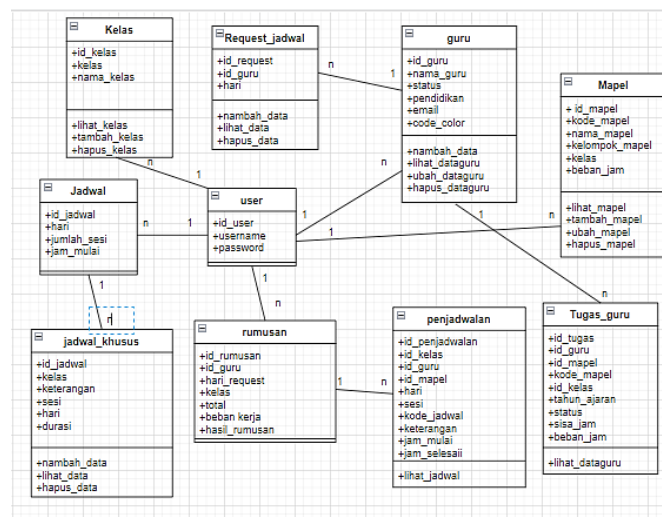 Kelas
+id_kelas
+kelas
+nama_kelas
+lihat_kelas
+tambah_kelas
+hapus_kelas
Request_jadwal
+id_request
+id_guru
+hari
+nambah_data
+lihat_data
+hapus_data
guru
+id_guru
+nama_guru
+status
+pendidikan
+email
+code_color
+nambah_data
+lihat_dataguru
+ubah_dataguru
+hapus_dataguru
Mapel
+ id_mapel
+kode_mapel
+nama_mapel
+kelompok_mapel
+kelas
+beban_jam
+lihat_mapel
+tambah_mapel
+ubah_mapel
+hapus_mapel
n
1
n
1
n
Jadwal
+id_jadwal
+hari
+jumlah_sesi
+jam_mulai
n
1
user
+id_user
+username
+password
1
1
n
1
n
1
n
1
n
jadwal_khusus
+id_jadwal
+kelas
+keterangan
+sesi
+hari
+durasi
+nambah_data
+lihat_data
+hapus_data
rumusan
+id_rumusan
+id_guru
+hari_request
+kelas
+total
+beban kerja
+hasil_rumusan
1
n
penjadwalan
+id_penjadwalan
+id_kelas
+id_guru
+id_mapel
+hari
+sesi
+kode_jadwal
+keterangan
+jam_mulai
+jam_selesaii
+lihat_jadwal
n
Tugas_guru
+id_tugas
+id_guru
+id_mapel
+kode_mapel
+id_kelas
+tahun_ajaran
+status
+sisa_jam
+beban_jam
+lihat_dataguru